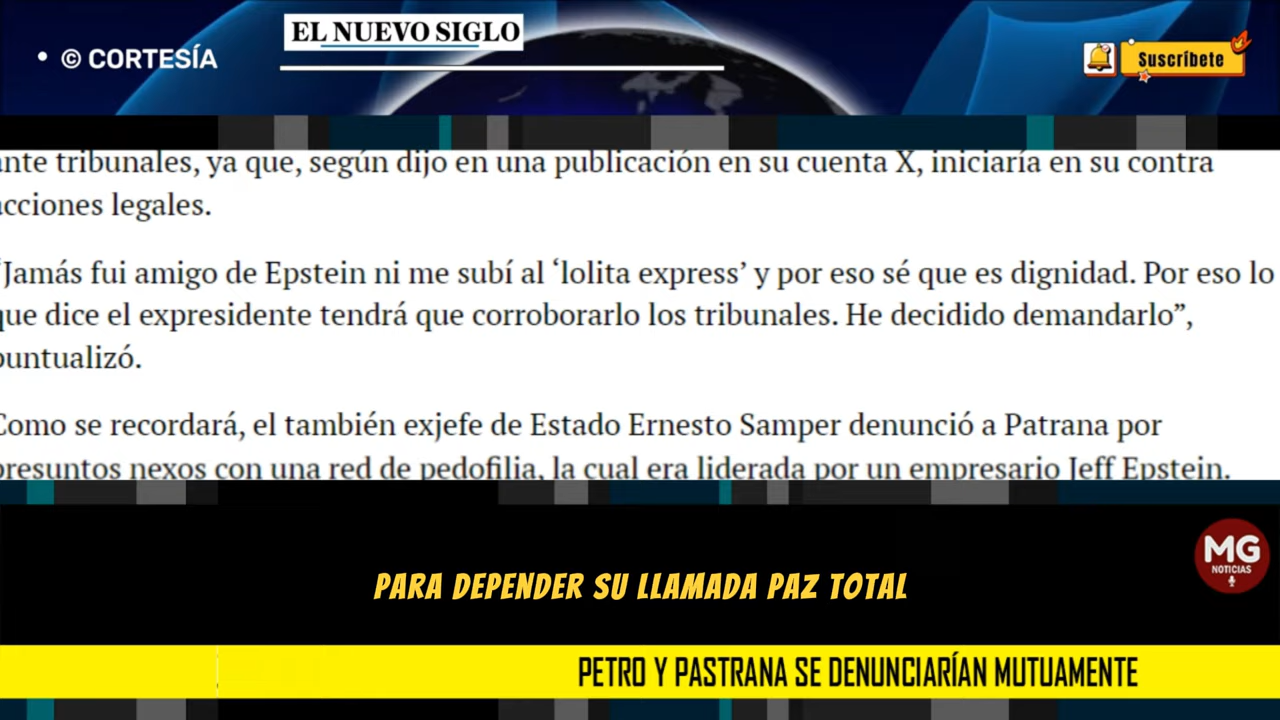 • © CORTESÍA
EL NUEVO SIGLO
Suscríbete
ante tribunales, ya que, según dijo en una publicación en su cuenta X, iniciaría en su contra
acciones legales.
“Jamás fui amigo de Epstein ni me subí al ‘lolita express’ y por eso sé que es dignidad. Por eso lo
que dice el expresidente tendrá que corroborarlo los tribunales. He decidido demandarlo”,
puntualizó.
Como se recordará, el también exjefe de Estado Ernesto Samper denunció a Patrana por
presuntos nexos con una red de pedofilia, la cual era liderada por un empresario Jeff Epstein.
MG
NOTICIAS
PARA DEPENDER SU LLAMADA PAZ TOTAL
PETRO Y PASTRANA SE DENUNCIARÍAN MUTUAMENTE